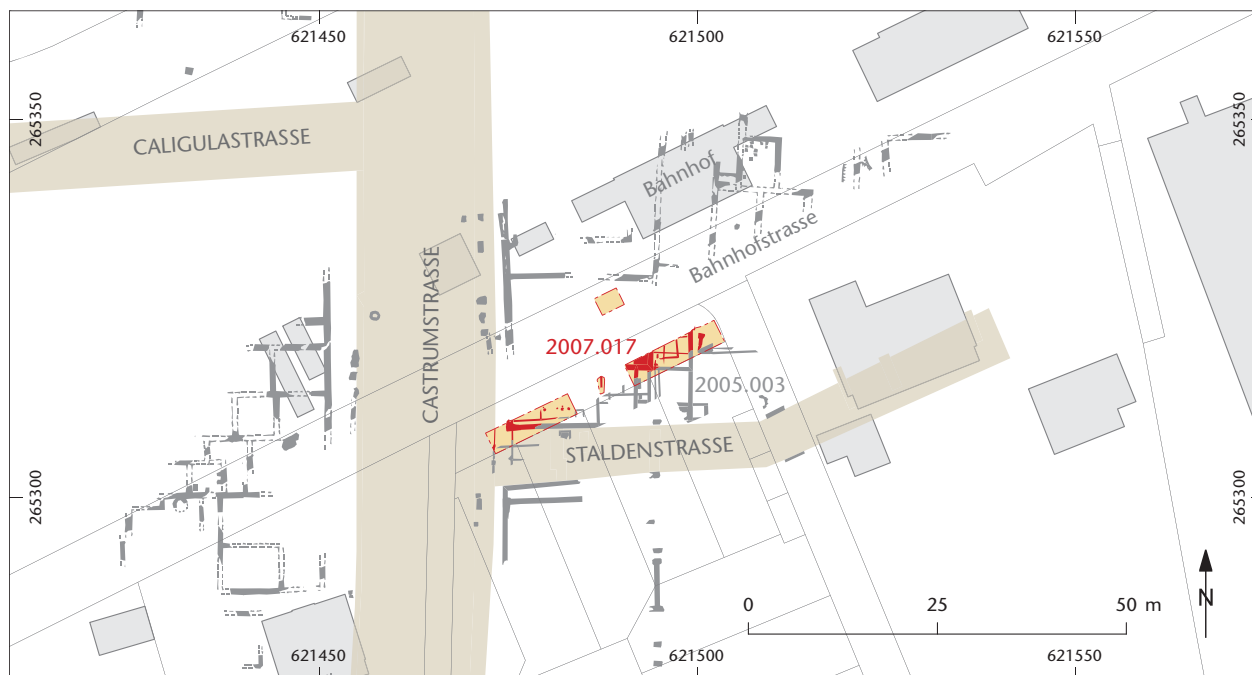 621450
621500
621550
265350
265350
CALIGULASTRASSE
Bahnhof
Bahnhofstrasse
CASTRUMSTRASSE
2007.017
2005.003
STALDENSTRASSE
265300
265300
0
25
50 m
N
621450
621500
621550